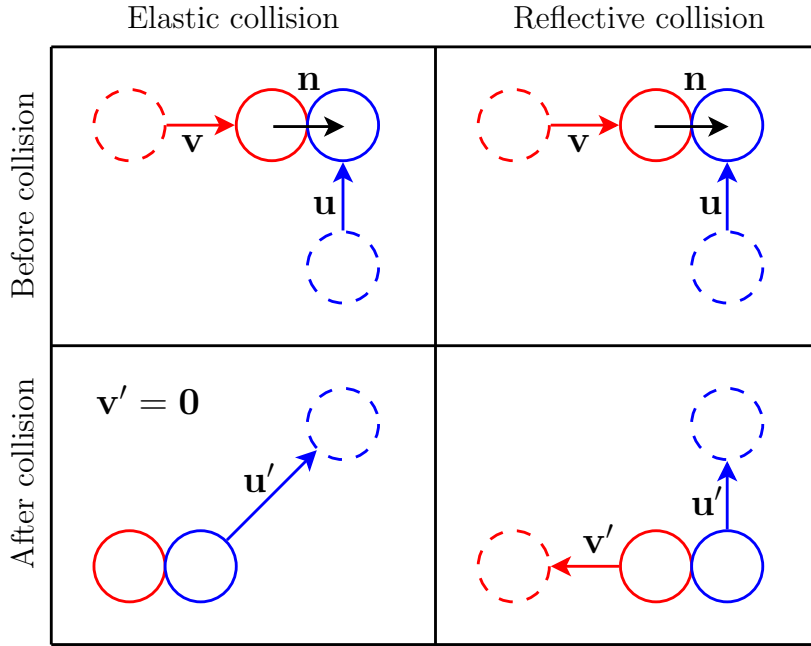 Elastic collision
Reflective collision
Before collision
n
v
u
n
v
u
After collision
v′ = 0
u′
u′
v′